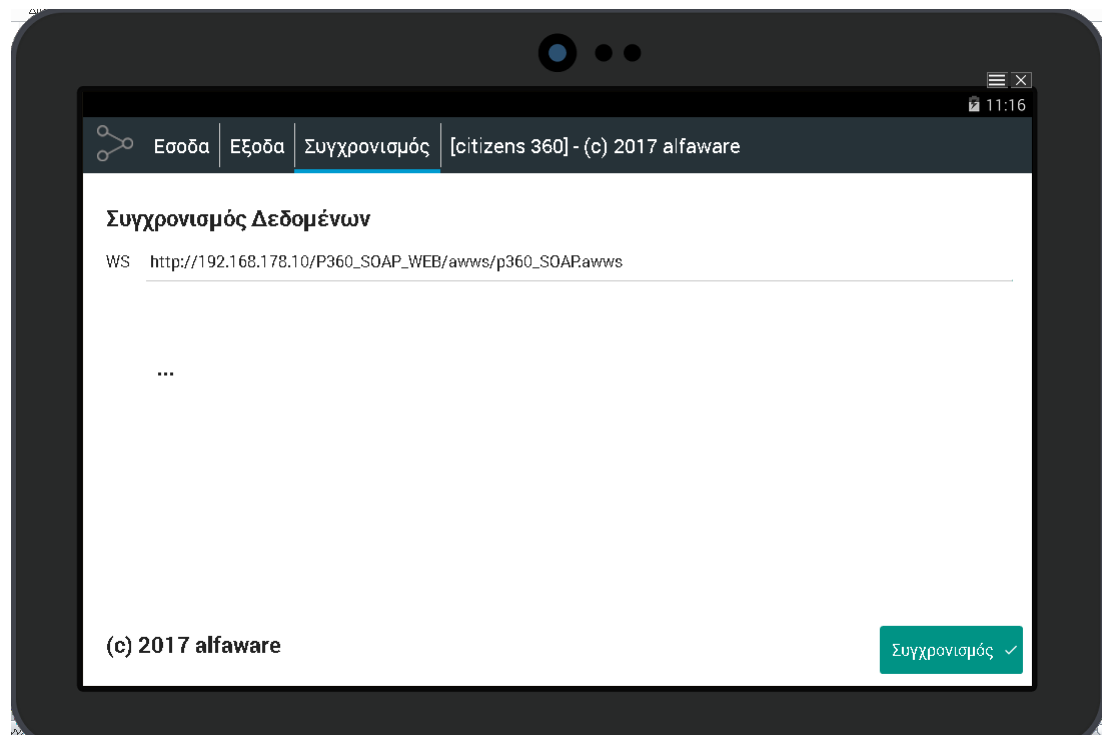 11:16
Εσοδα Εξοδα Συγχρονισμός [citizens 360] - (c) 2017 alfaware
Συγχρονισμός Δεδομένων
WS http://192.168.178.10/P360_SOAP_WEB/awws/p360_SOAP.awws
...
(c) 2017 alfaware
Συγχρονισμός